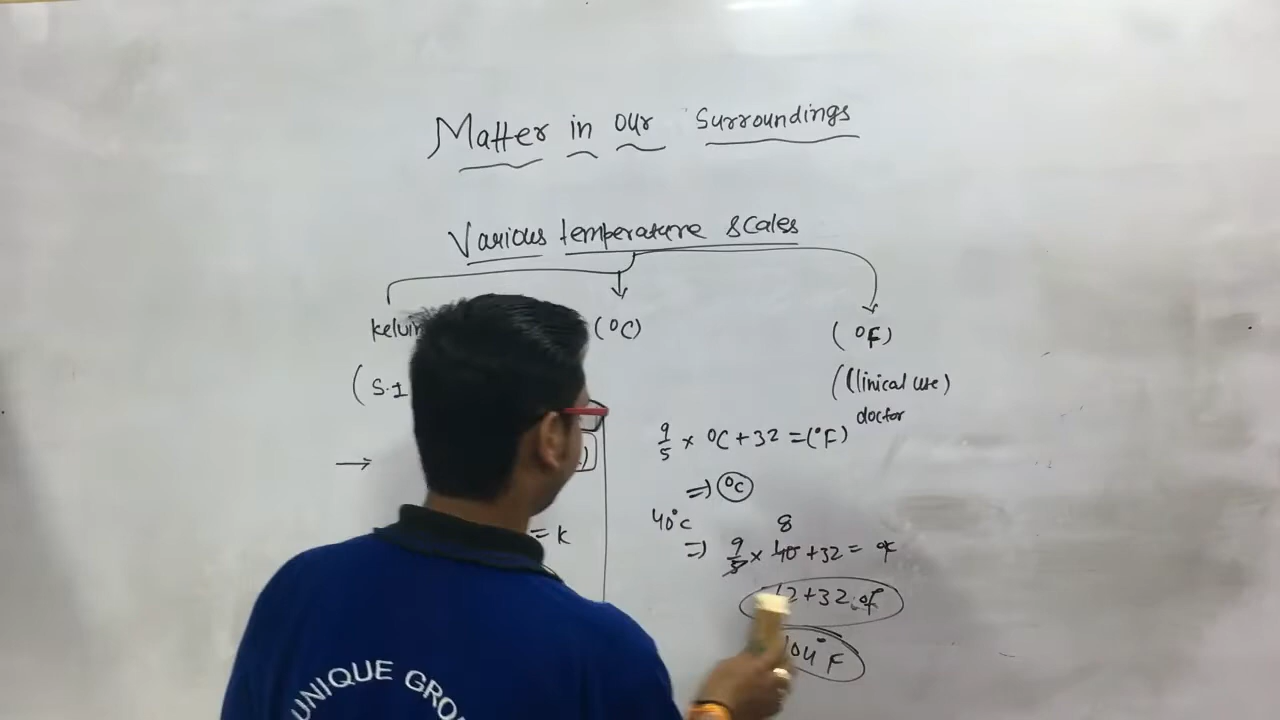 Matter in our Surroundings
Various temperature scales
kelvin (°C) (°F)
(S.I (Clinical use)
doctor
9/5 × °C + 32 = (°F)
→
⇒ °C
= k
40°C 8
⇒ 9/5 × 40 + 32 = °F
72 + 32 °F
104°F
UNIQUE GRO